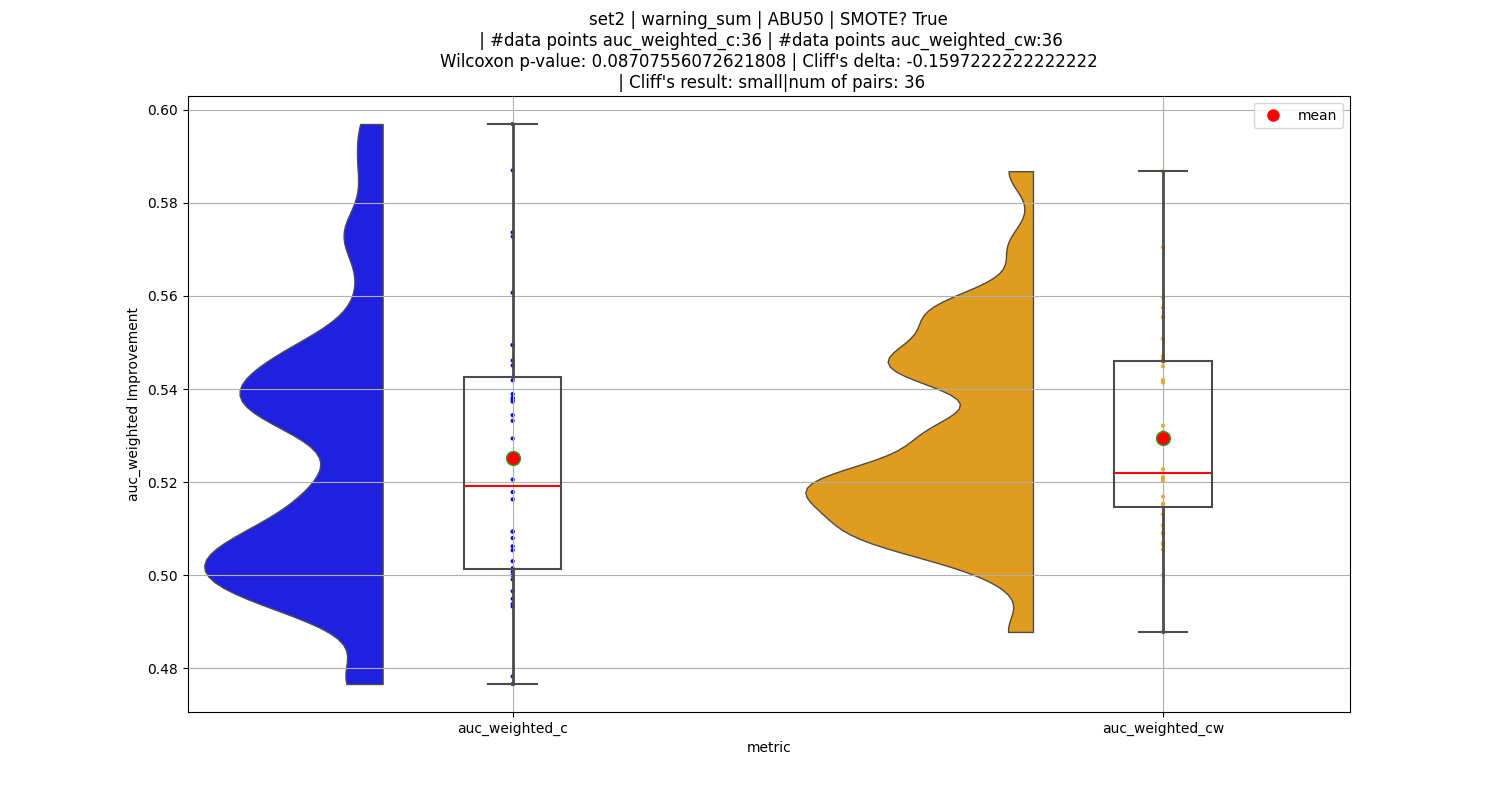 set2 | warning_sum | ABU50 | SMOTE? True
| #data points auc_weighted_c:36 | #data points auc_weighted_cw:36
Wilcoxon p-value: 0.08707556072621808 | Cliff's delta: -0.1597222222222222
| Cliff's result: small|num of pairs: 36
mean
0.60
0.58
0.56
0.54
0.52
0.50
0.48
auc_weighted Improvement
auc_weighted_c
auc_weighted_cw
metric